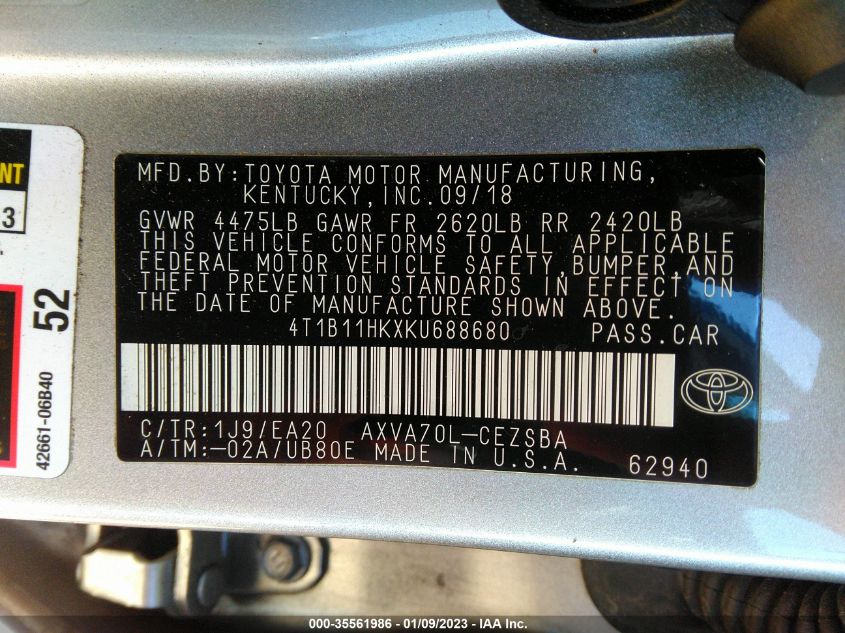 MFD.BY:TOYOTA MOTOR MANUFACTURING,
KENTUCKY,INC.09/18
GVWR 4475LB GAWR FR 2620LB RR 2420LB
THIS VEHICLE CONFORMS TO ALL APPLICABLE
FEDERAL MOTOR VEHICLE SAFETY,BUMPER,AND
THEFT PREVENTION STANDARDS IN EFFECT ON
THE DATE OF MANUFACTURE SHOWN ABOVE.
4T1B11HKXKU688680 PASS.CAR
C/TR:1J9/EA20 AXVA70L-CEZSBA
A/TM:-02A/UB80E MADE IN U.S.A. 62940
NT
3
52
42661-06B40
000-35561986 - 01/09/2023 - IAA Inc.